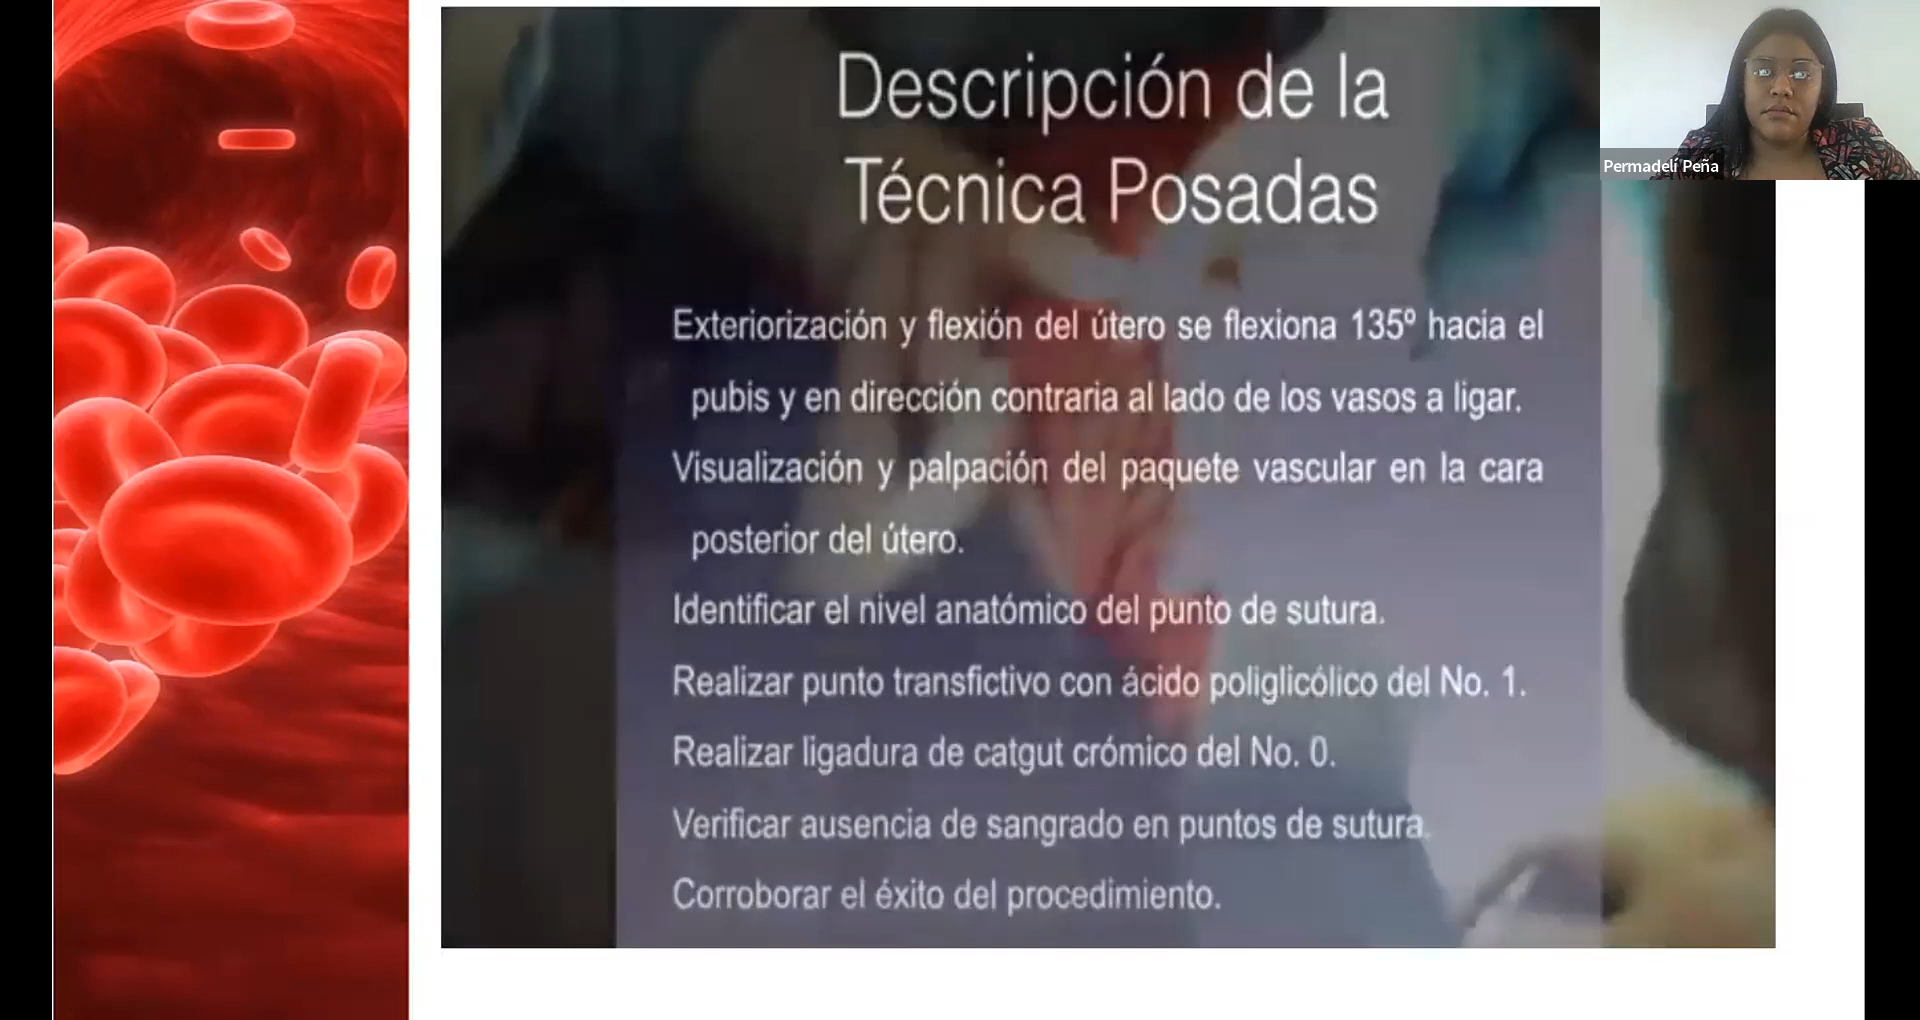 Descripción de la
Técnica Posadas
Permadelí Peña
Exteriorización y flexión del útero se flexiona 135º hacia el
pubis y en dirección contraria al lado de los vasos a ligar.
Visualización y palpación del paquete vascular en la cara
posterior del útero.
Identificar el nivel anatómico del punto de sutura.
Realizar punto transfictivo con ácido poliglicólico del No. 1.
Realizar ligadura de catgut crómico del No. 0.
Verificar ausencia de sangrado en puntos de sutura.
Corroborar el éxito del procedimiento.